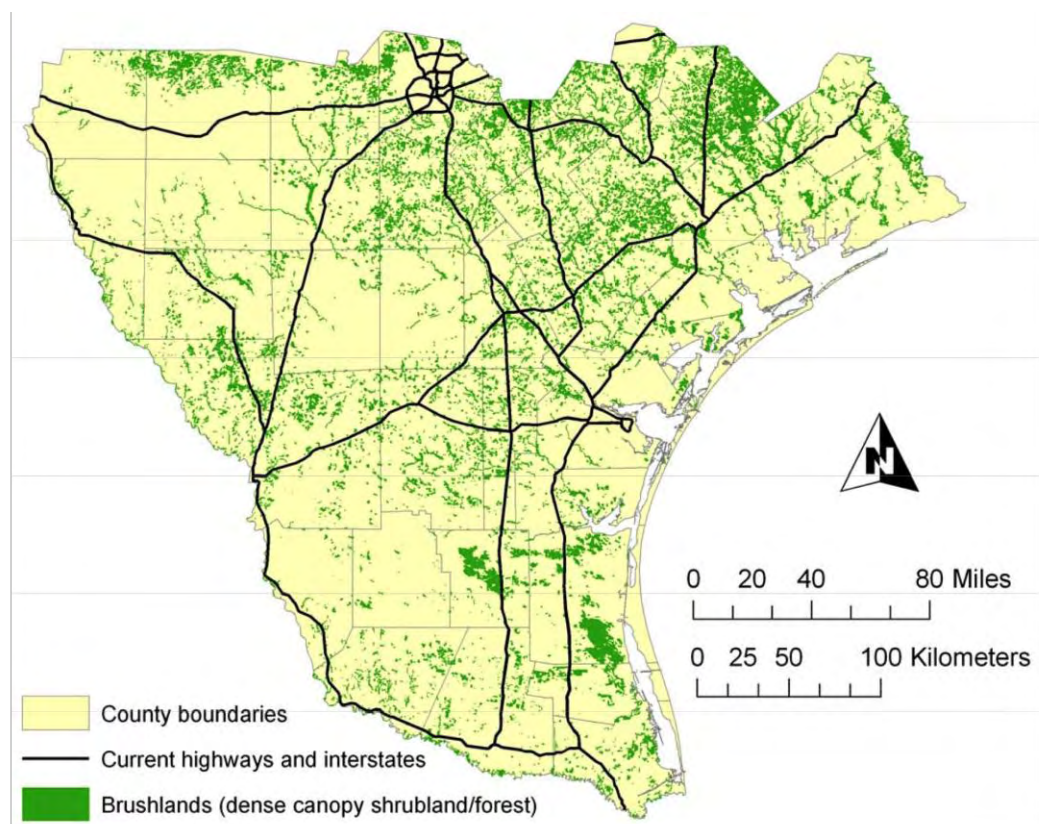 N
0 20 40 80 Miles
0 25 50 100 Kilometers
County boundaries
Current highways and interstates
Brushlands (dense canopy shrubland/forest)